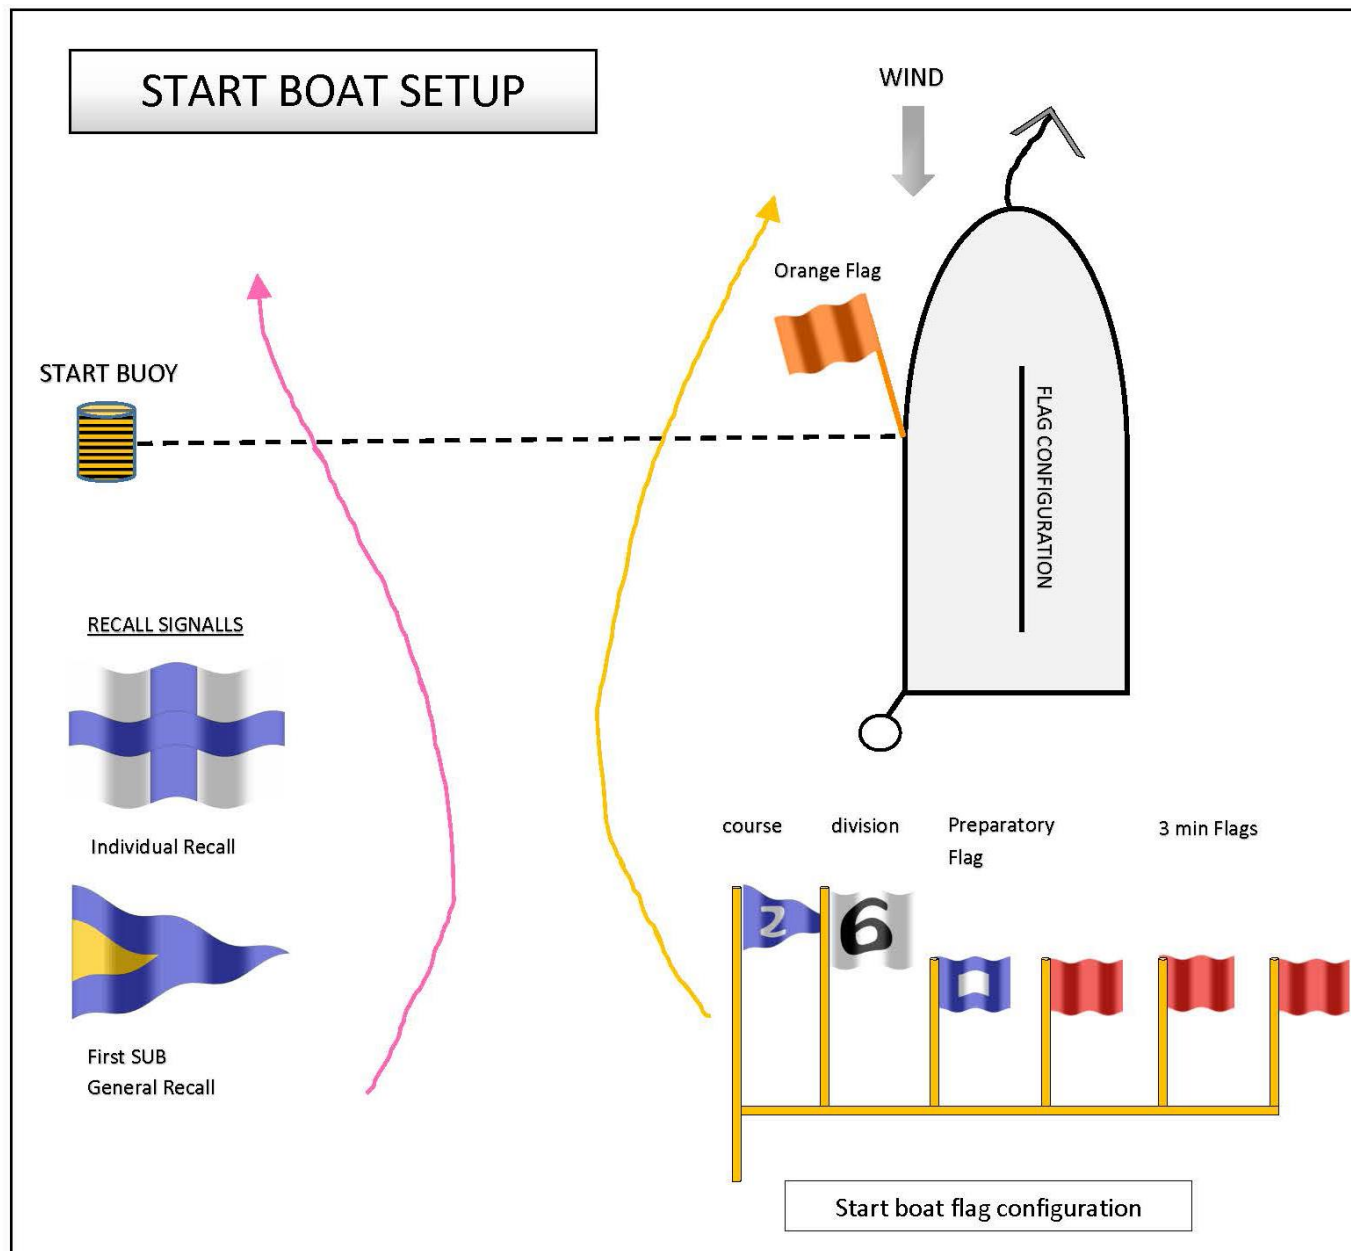 START BOAT SETUP
WIND
Orange Flag
START BUOY
FLAG CONFIGURATION
RECALL SIGNALLS
Individual Recall
First SUB
General Recall
course
division
Preparatory
Flag
3 min Flags
2
6
Start boat flag configuration